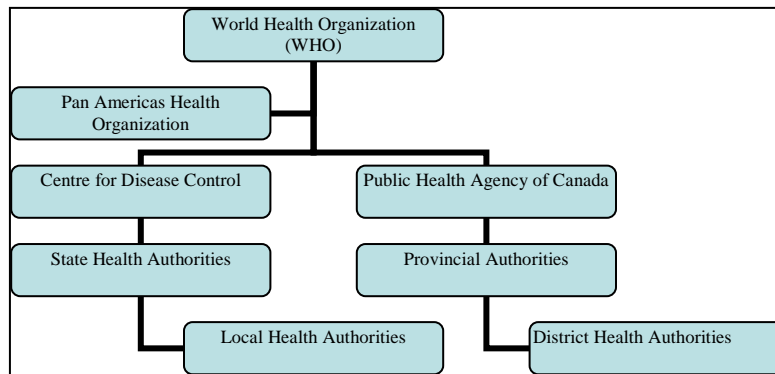 World Health Organization
(WHO)
Pan Americas Health
Organization
Centre for Disease Control
Public Health Agency of Canada
State Health Authorities
Provincial Authorities
Local Health Authorities
District Health Authorities